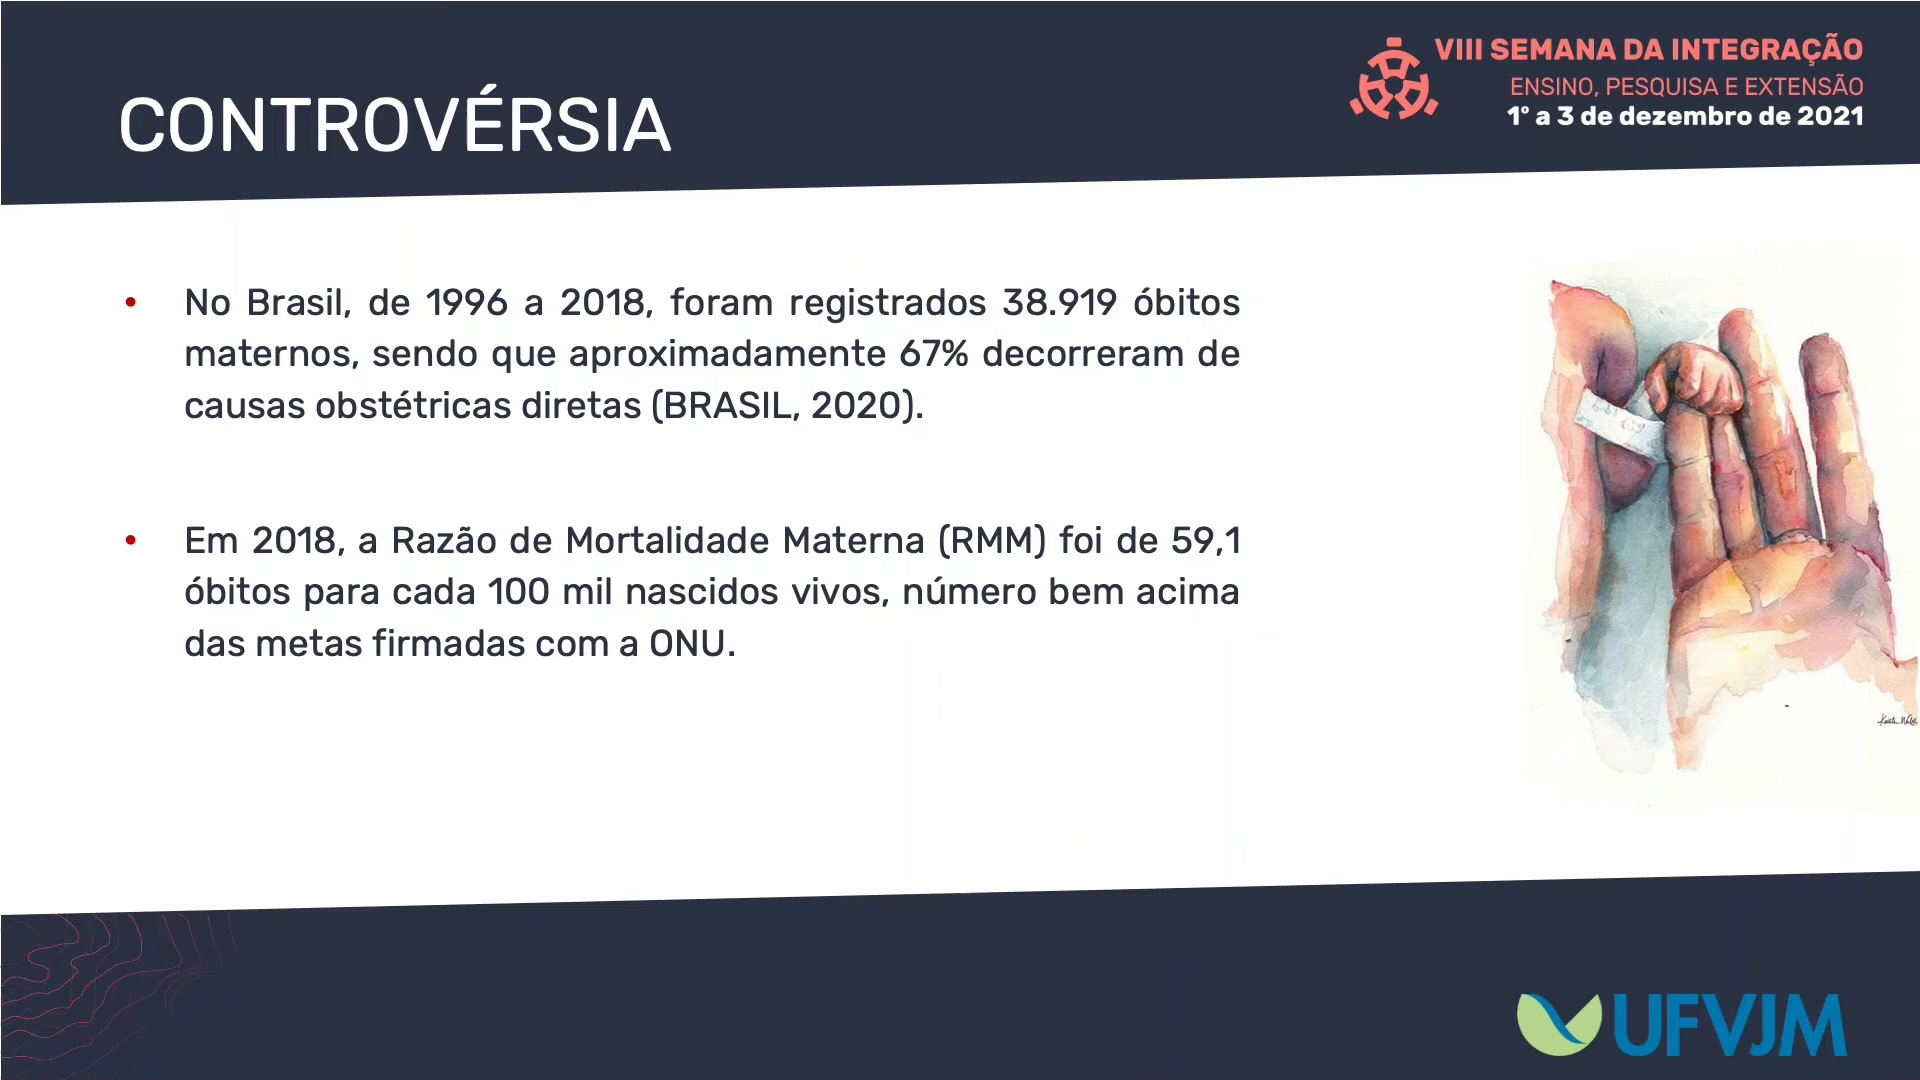 VIII SEMANA DA INTEGRAÇÃO
ENSINO, PESQUISA E EXTENSÃO
1º a 3 de dezembro de 2021
CONTROVÉRSIA
• No Brasil, de 1996 a 2018, foram registrados 38.919 óbitos
maternos, sendo que aproximadamente 67% decorreram de
causas obstétricas diretas (BRASIL, 2020).
• Em 2018, a Razão de Mortalidade Materna (RMM) foi de 59,1
óbitos para cada 100 mil nascidos vivos, número bem acima
das metas firmadas com a ONU.
UFVJM